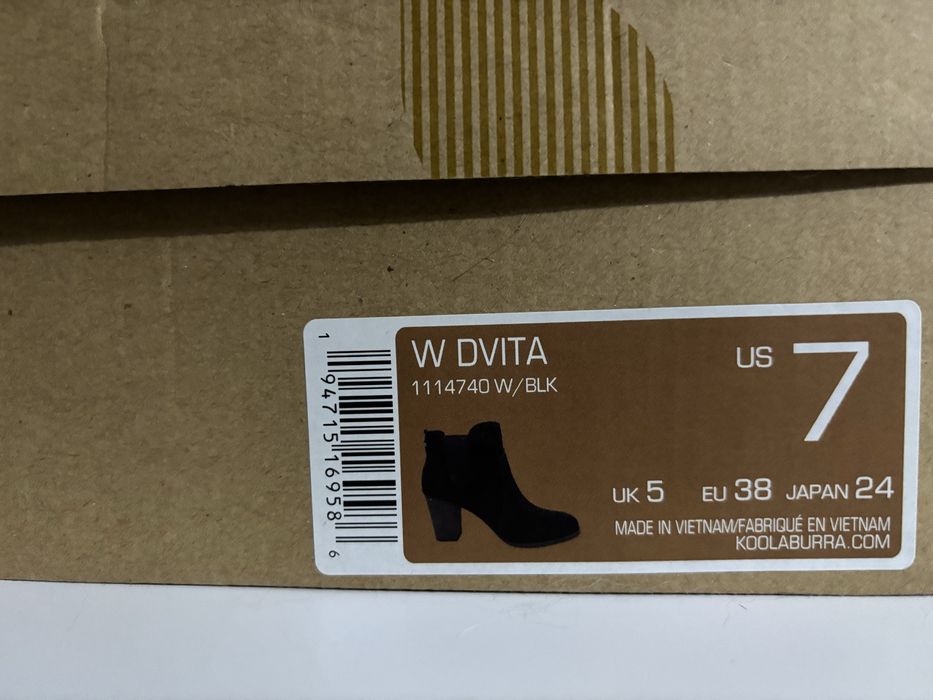 W DVITA
1114740 W/BLK
US 7
UK 5 EU 38 JAPAN 24
MADE IN VIETNAM/FABRIQUÉ EN VIETNAM
KOOLABURRA.COM
1 94715 16958 6